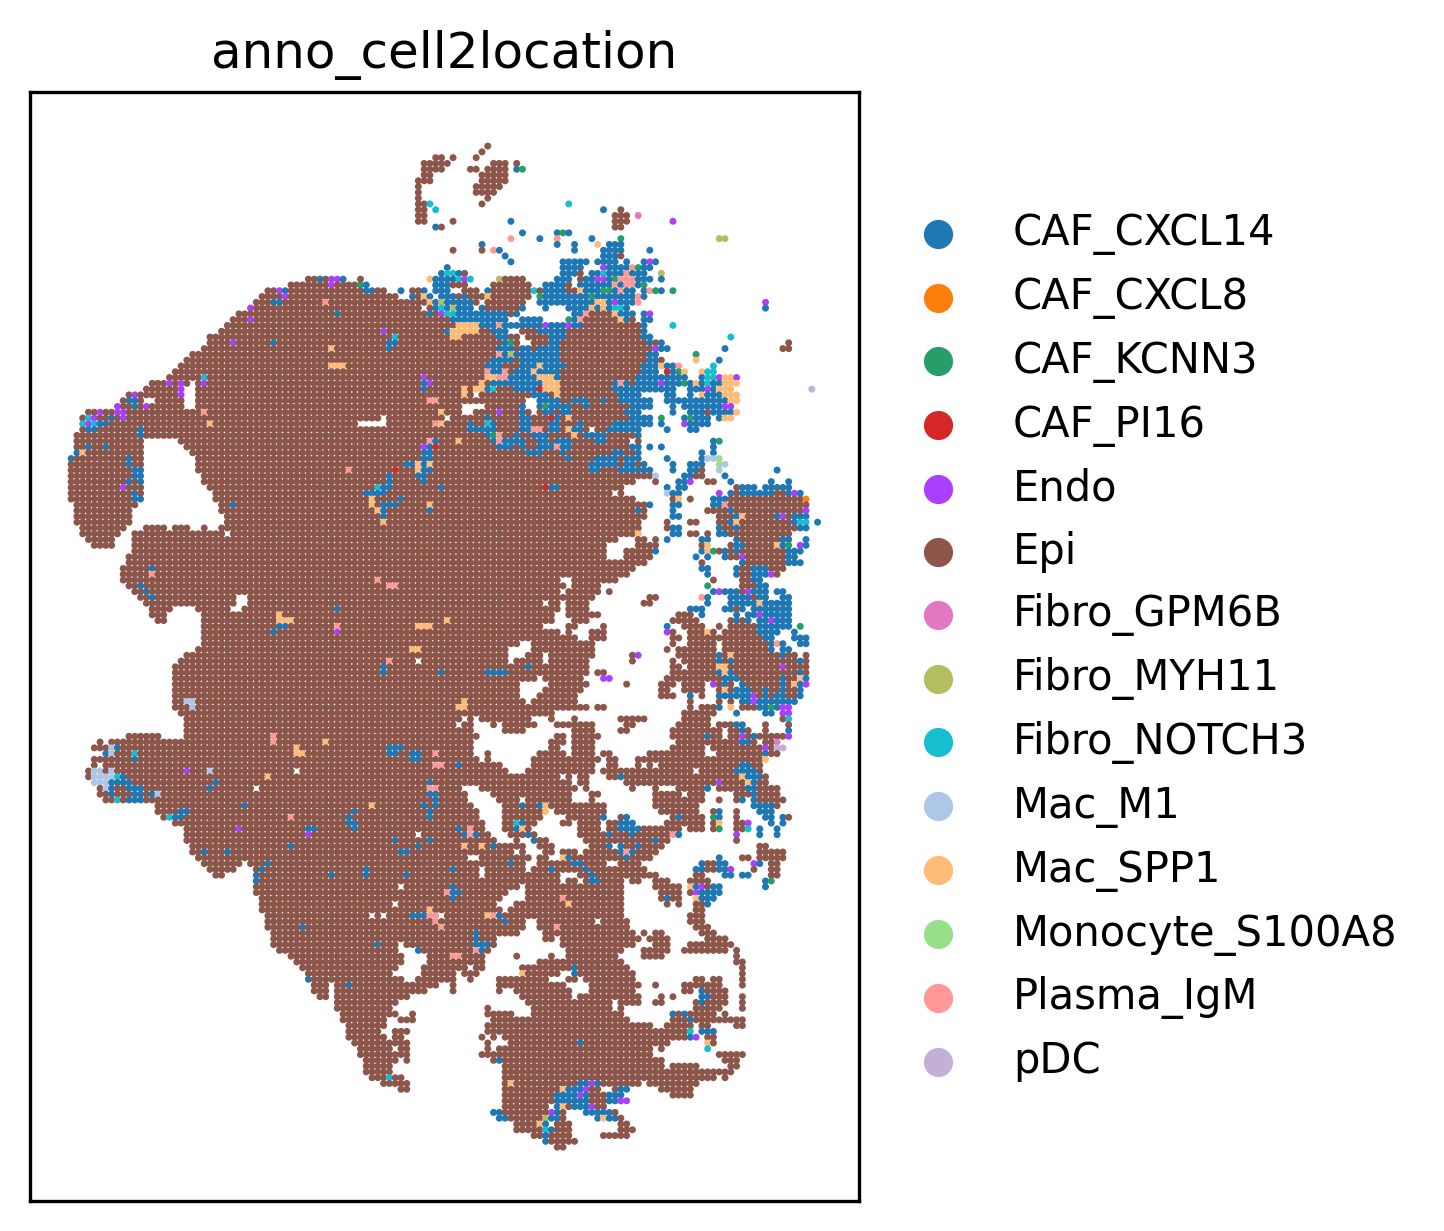 anno_cell2location
CAF_CXCL14
CAF_CXCL8
CAF_KCNN3
CAF_PI16
Endo
Epi
Fibro_GPM6B
Fibro_MYH11
Fibro_NOTCH3
Mac_M1
Mac_SPP1
Monocyte_S100A8
Plasma_IgM
pDC